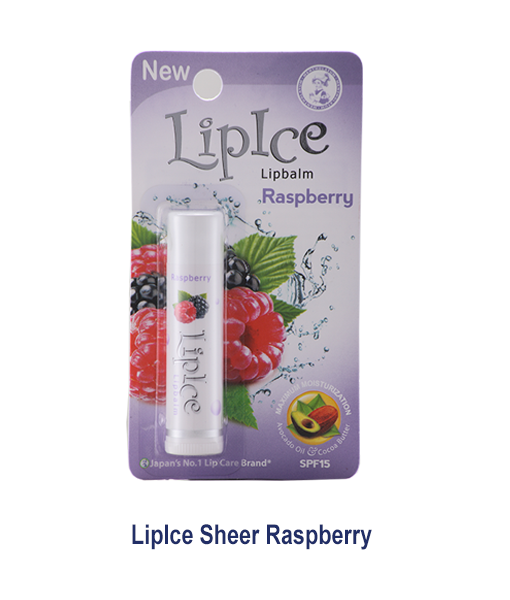 New
LipIce
Lipbalm
Raspberry
Raspberry
LipIce
Lipbalm
MAXIMUM MOISTURIZATION
Avocado Oil & Cocoa Butter
Japan's No.1 Lip Care Brand*
SPF15
LipIce Sheer Raspberry